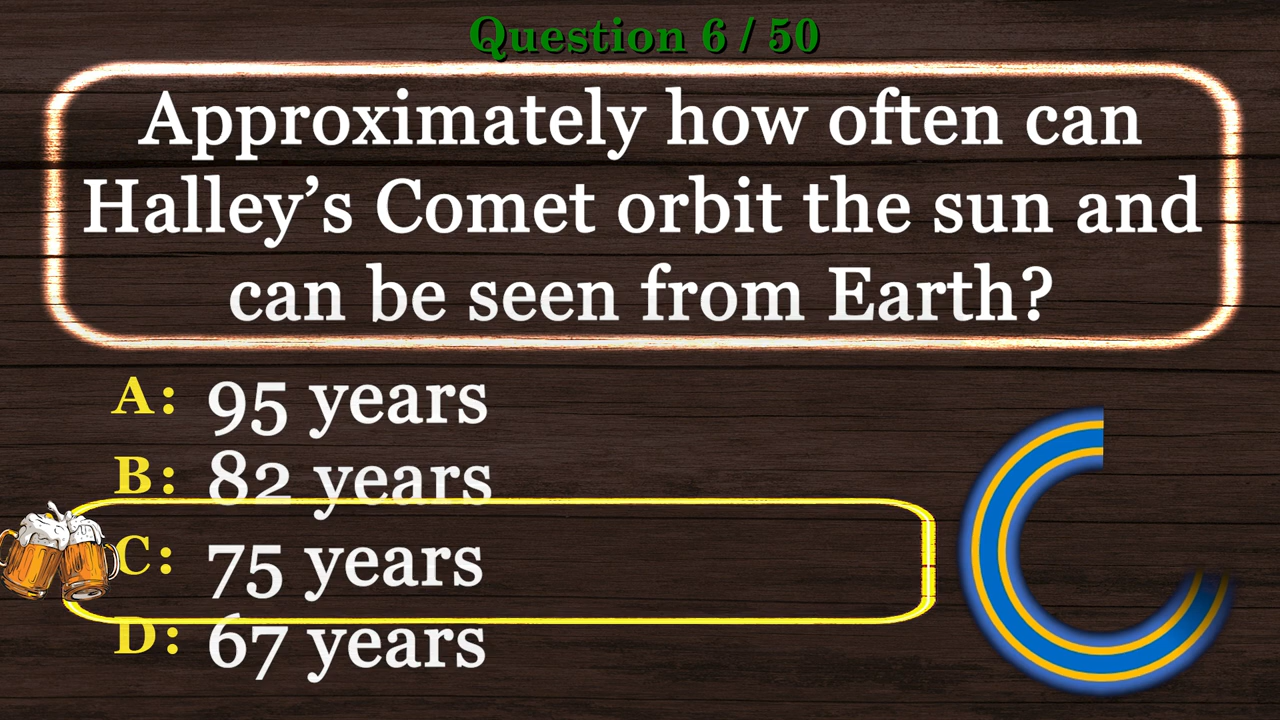 Question 6 / 50
Approximately how often can
Halley’s Comet orbit the sun and
can be seen from Earth?
A: 95 years
B: 82 years
C: 75 years
D: 67 years